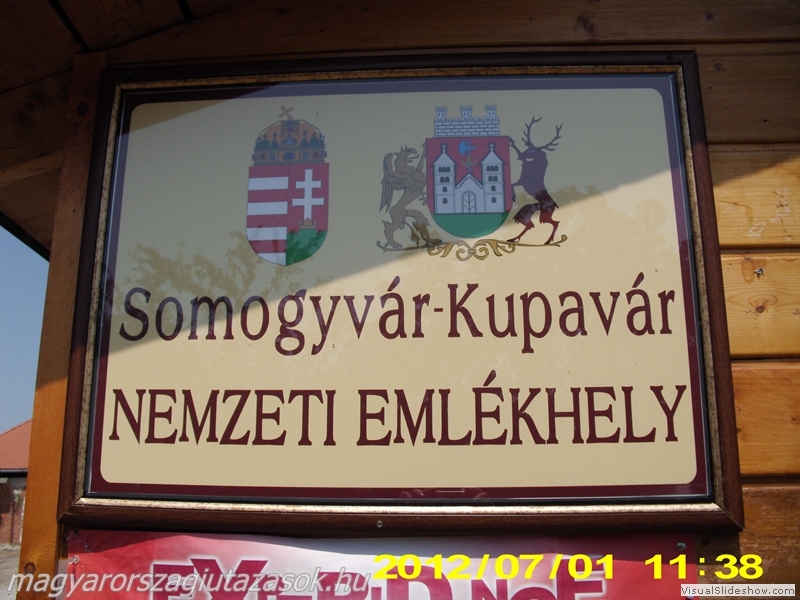 Somogyvár-Kupavár
NEMZETI EMLÉKHELY
2012/07/01 11:38
magyarorszagiutazasok.hu
VisualSlideshow.com